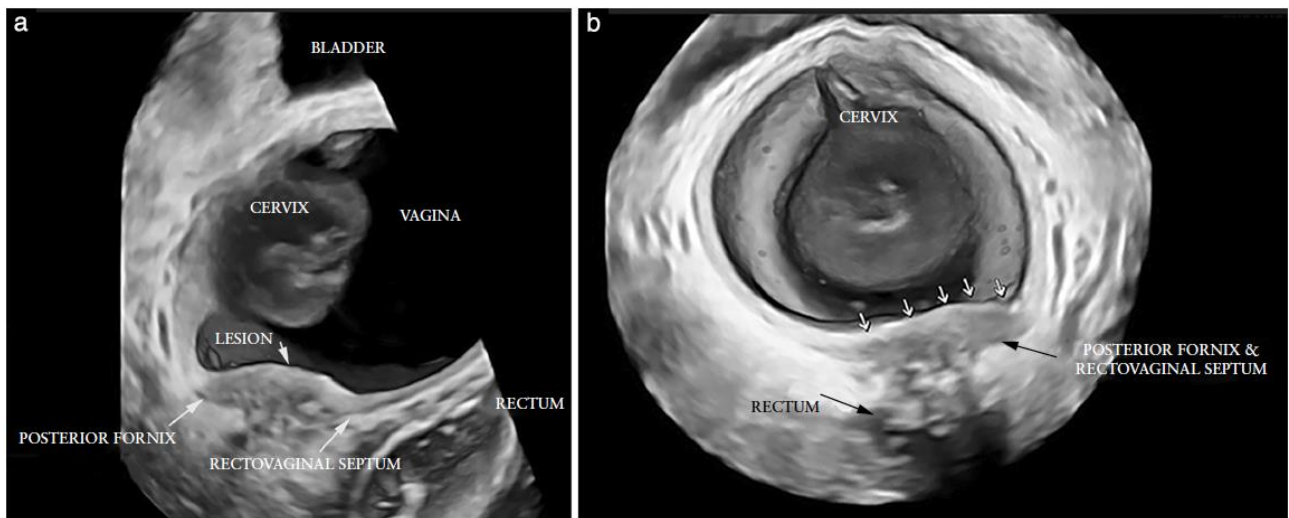 a
BLADDER
CERVIX
VAGINA
LESION
RECTUM
POSTERIOR FORNIX
RECTOVAGINAL SEPTUM
b
CERVIX
POSTERIOR FORNIX &
RECTOVAGINAL SEPTUM
RECTUM